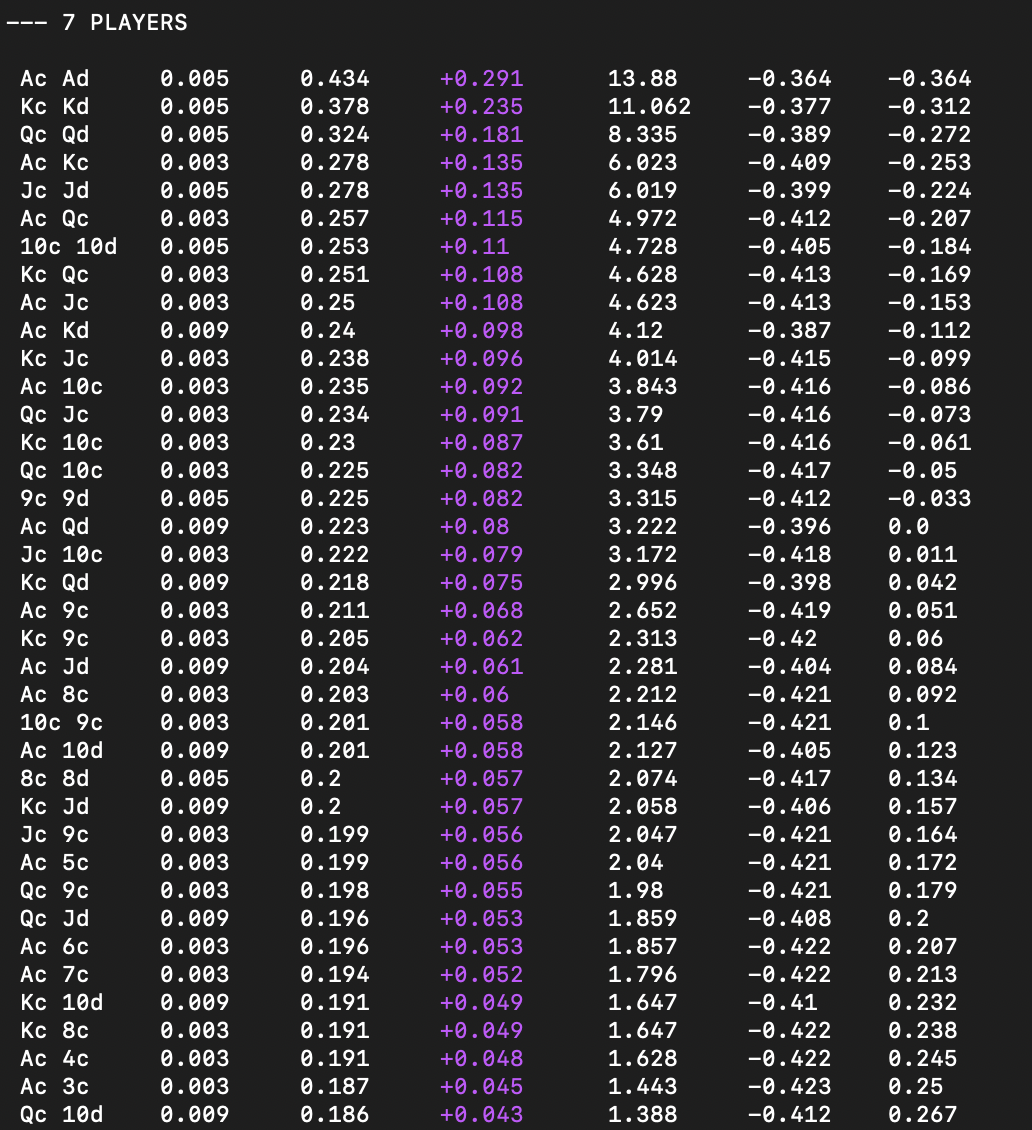 --- 7 PLAYERS
Ac Ad 0.005 0.434 +0.291 13.88 -0.364 -0.364
Kc Kd 0.005 0.378 +0.235 11.062 -0.377 -0.312
Qc Qd 0.005 0.324 +0.181 8.335 -0.389 -0.272
Ac Kc 0.003 0.278 +0.135 6.023 -0.409 -0.253
Jc Jd 0.005 0.278 +0.135 6.019 -0.399 -0.224
Ac Qc 0.003 0.257 +0.115 4.972 -0.412 -0.207
10c 10d 0.005 0.253 +0.11 4.728 -0.405 -0.184
Kc Qc 0.003 0.251 +0.108 4.628 -0.413 -0.169
Ac Jc 0.003 0.25 +0.108 4.623 -0.413 -0.153
Ac Kd 0.009 0.24 +0.098 4.12 -0.387 -0.112
Kc Jc 0.003 0.238 +0.096 4.014 -0.415 -0.099
Ac 10c 0.003 0.235 +0.092 3.843 -0.416 -0.086
Qc Jc 0.003 0.234 +0.091 3.79 -0.416 -0.073
Kc 10c 0.003 0.23 +0.087 3.61 -0.416 -0.061
Qc 10c 0.003 0.225 +0.082 3.348 -0.417 -0.05
9c 9d 0.005 0.225 +0.082 3.315 -0.412 -0.033
Ac Qd 0.009 0.223 +0.08 3.222 -0.396 0.0
Jc 10c 0.003 0.222 +0.079 3.172 -0.418 0.011
Kc Qd 0.009 0.218 +0.075 2.996 -0.398 0.042
Ac 9c 0.003 0.211 +0.068 2.652 -0.419 0.051
Kc 9c 0.003 0.205 +0.062 2.313 -0.42 0.06
Ac Jd 0.009 0.204 +0.061 2.281 -0.404 0.084
Ac 8c 0.003 0.203 +0.06 2.212 -0.421 0.092
10c 9c 0.003 0.201 +0.058 2.146 -0.421 0.1
Ac 10d 0.009 0.201 +0.058 2.127 -0.405 0.123
8c 8d 0.005 0.2 +0.057 2.074 -0.417 0.134
Kc Jd 0.009 0.2 +0.057 2.058 -0.406 0.157
Jc 9c 0.003 0.199 +0.056 2.047 -0.421 0.164
Ac 5c 0.003 0.199 +0.056 2.04 -0.421 0.172
Qc 9c 0.003 0.198 +0.055 1.98 -0.421 0.179
Qc Jd 0.009 0.196 +0.053 1.859 -0.408 0.2
Ac 6c 0.003 0.196 +0.053 1.857 -0.422 0.207
Ac 7c 0.003 0.194 +0.052 1.796 -0.422 0.213
Kc 10d 0.009 0.191 +0.049 1.647 -0.41 0.232
Kc 8c 0.003 0.191 +0.049 1.647 -0.422 0.238
Ac 4c 0.003 0.191 +0.048 1.628 -0.422 0.245
Ac 3c 0.003 0.187 +0.045 1.443 -0.423 0.25
Qc 10d 0.009 0.186 +0.043 1.388 -0.412 0.267